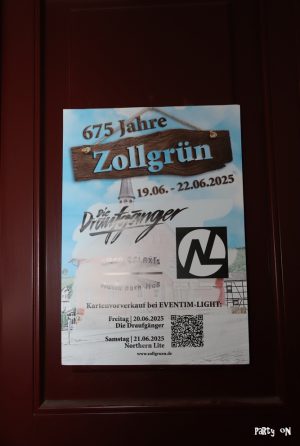 675 Jahre
Zollgrün
19.06. - 22.06.2025
Die
Draufgänger
NL
Kartenvorverkauf bei EVENTIM-LIGHT:
Freitag | 20.06.2025
Die Draufgänger
Samstag | 21.06.2025
Northern Lite
www.zollgruen.de
PARTY ON